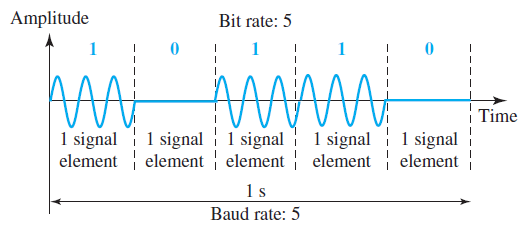 Amplitude
Bit rate: 5
1 0 1 1 0
Time
1 signal element
1 signal element
1 signal element
1 signal element
1 signal element
1 s
Baud rate: 5